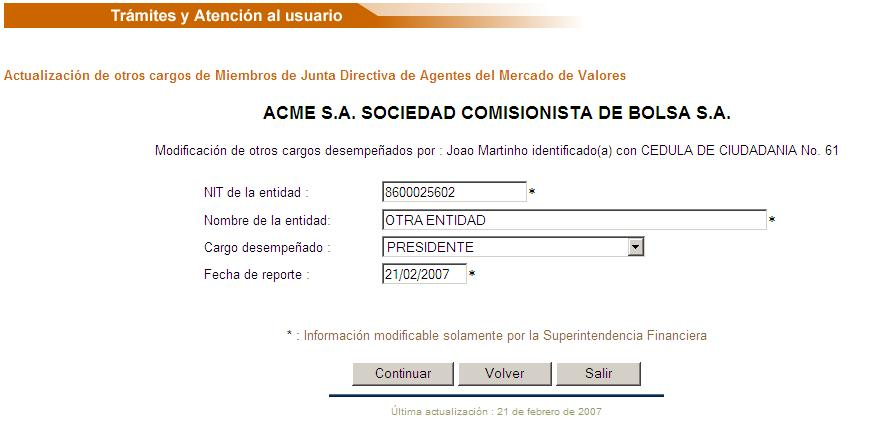 Trámites y Atención al usuario
Actualización de otros cargos de Miembros de Junta Directiva de Agentes del Mercado de Valores
ACME S.A. SOCIEDAD COMISIONISTA DE BOLSA S.A.
Modificación de otros cargos desempeñados por : Joao Martinho identificado(a) con CEDULA DE CIUDADANIA No. 61
NIT de la entidad : 8600025602 *
Nombre de la entidad: OTRA ENTIDAD *
Cargo desempeñado : PRESIDENTE
Fecha de reporte : 21/02/2007 *
* : Información modificable solamente por la Superintendencia Financiera
Continuar Volver Salir
Última actualización : 21 de febrero de 2007